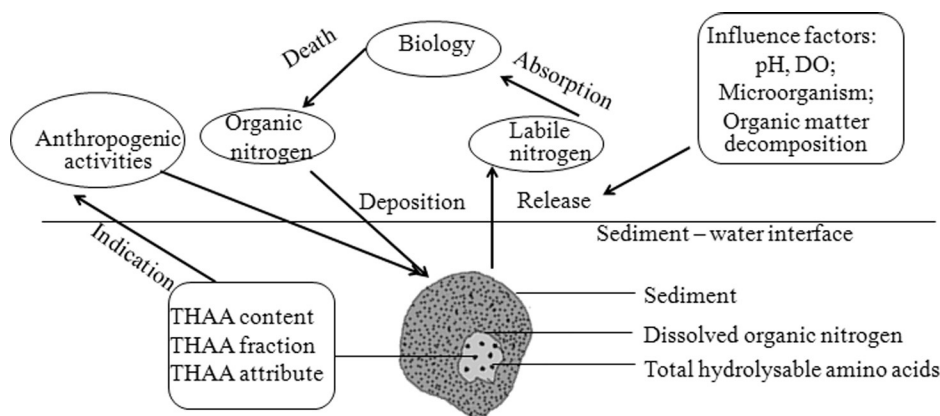 Death
Biology
Absorption
Influence factors:
pH, DO;
Microorganism;
Organic matter
decomposition
Anthropogenic
activities
Organic
nitrogen
Labile
nitrogen
Deposition
Release
Sediment – water interface
Indication
THAA content
THAA fraction
THAA attribute
Sediment
Dissolved organic nitrogen
Total hydrolysable amino acids